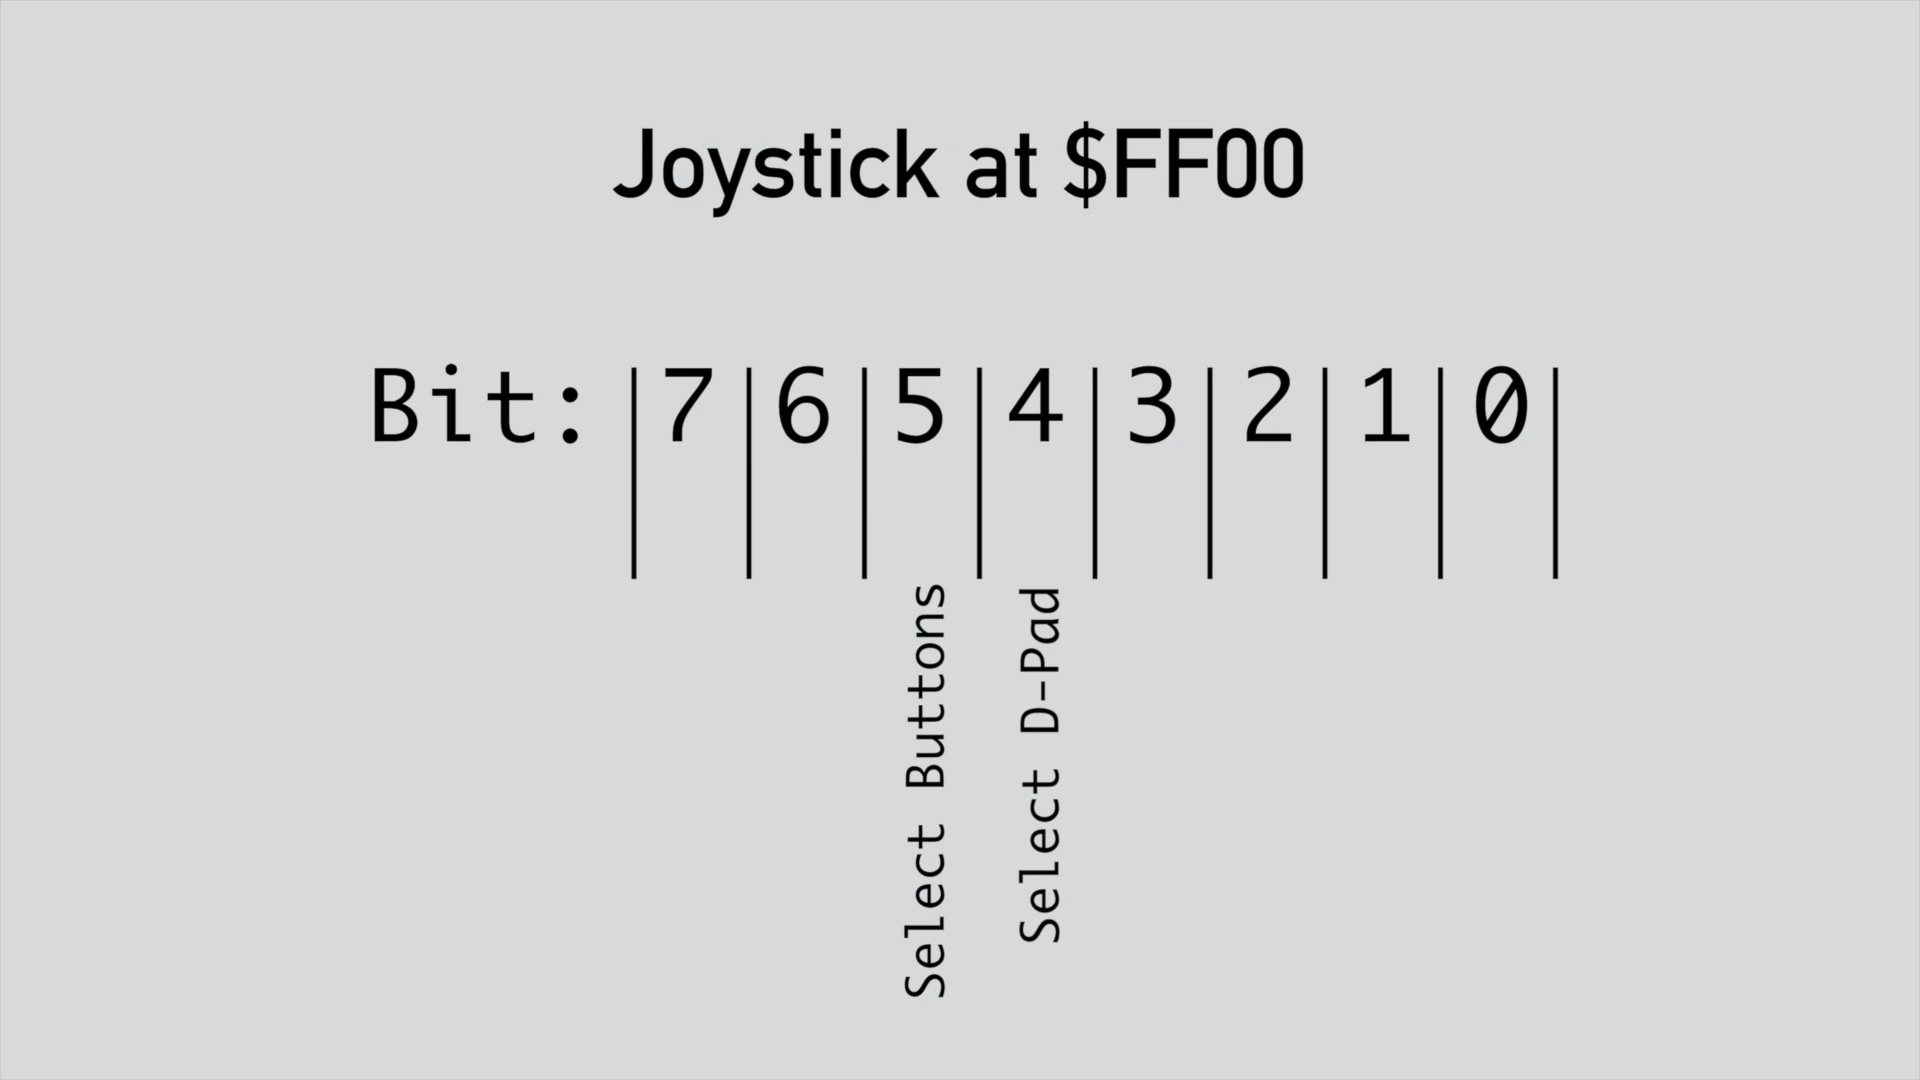 Joystick at $FF00
Bit: |7|6|5|4|3|2|1|0|
Select Buttons
Select D-Pad